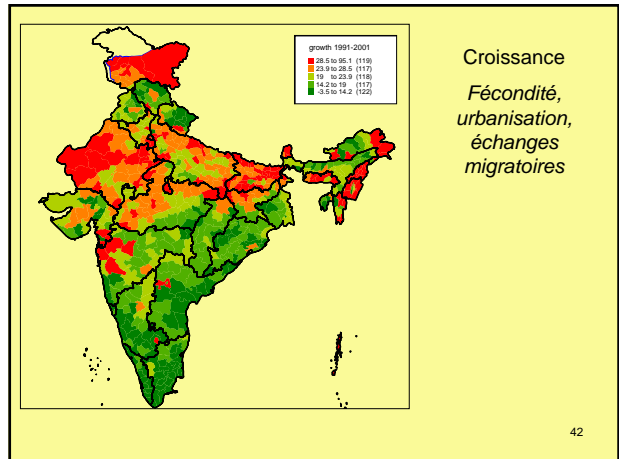 growth 1991-2001
28.5 to 95.1 (119)
23.9 to 28.5 (117)
19 to 23.9 (118)
14.2 to 19 (117)
-3.5 to 14.2 (122)
Croissance
Fécondité,
urbanisation,
échanges
migratoires
42